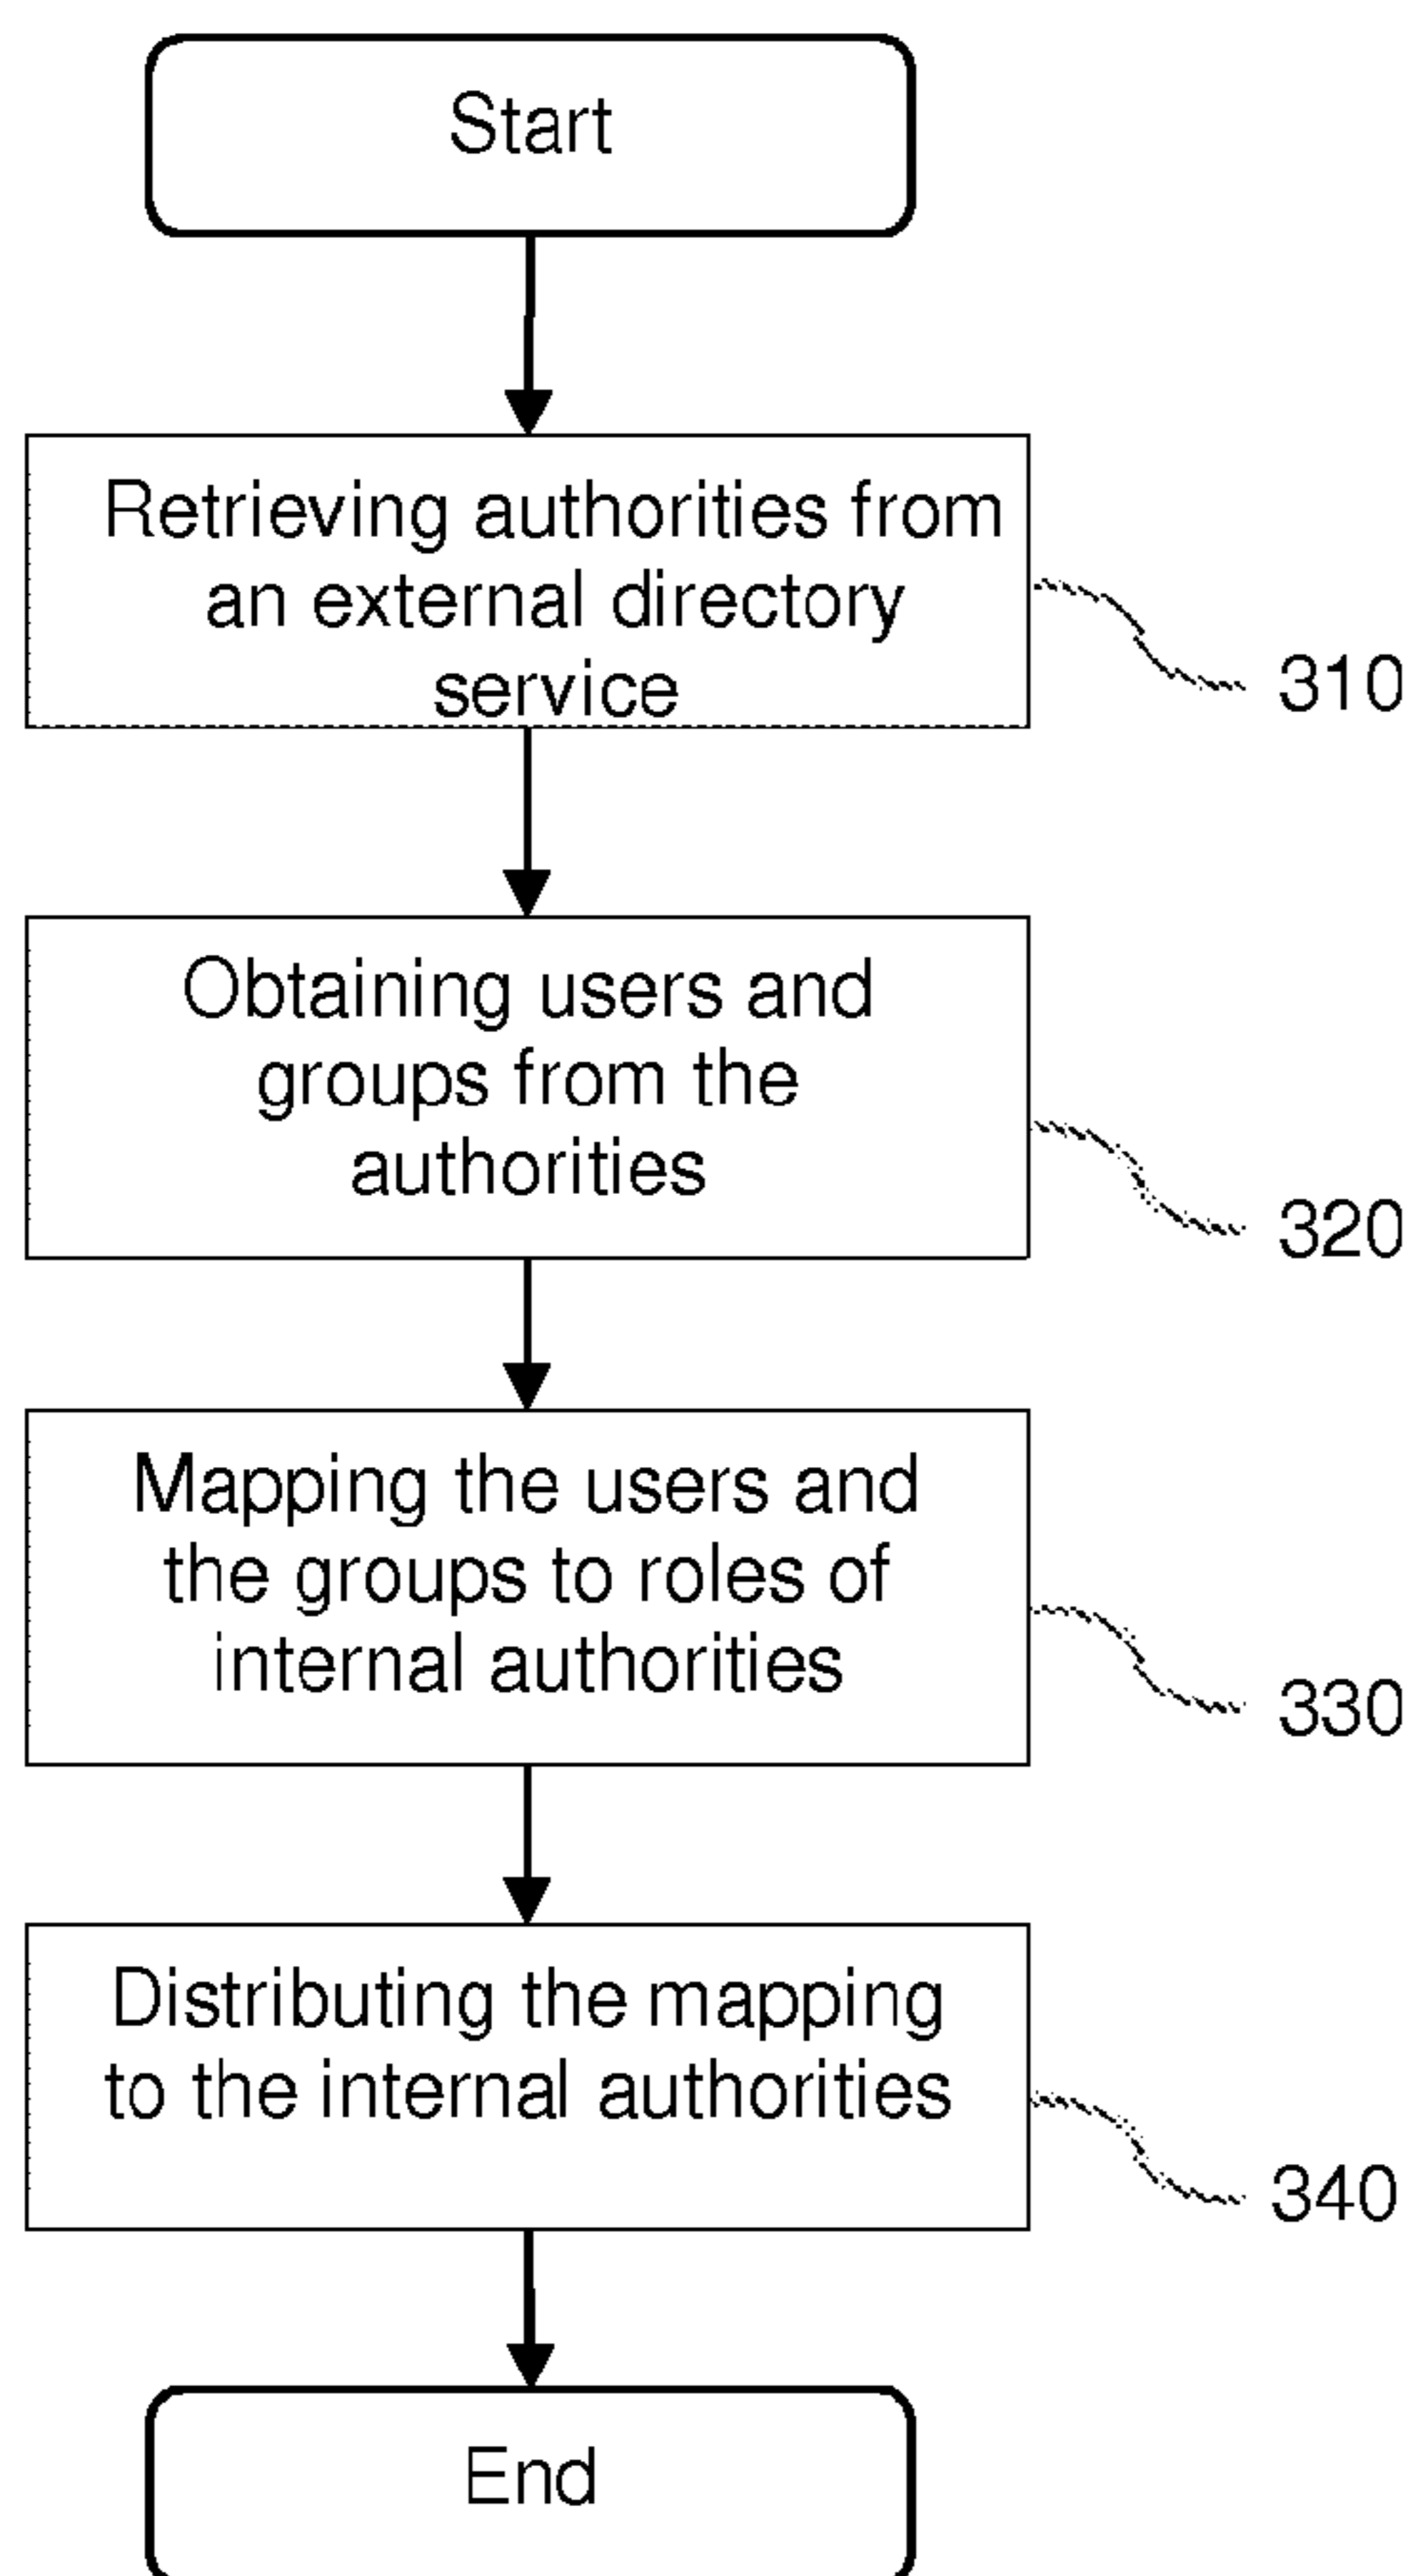 Start
Retrieving authorities from
an external directory
service
310
Obtaining users and
groups from the
authorities
320
Mapping the users and
the groups to roles of
internal authorities
330
Distributing the mapping
to the internal authorities
340
End